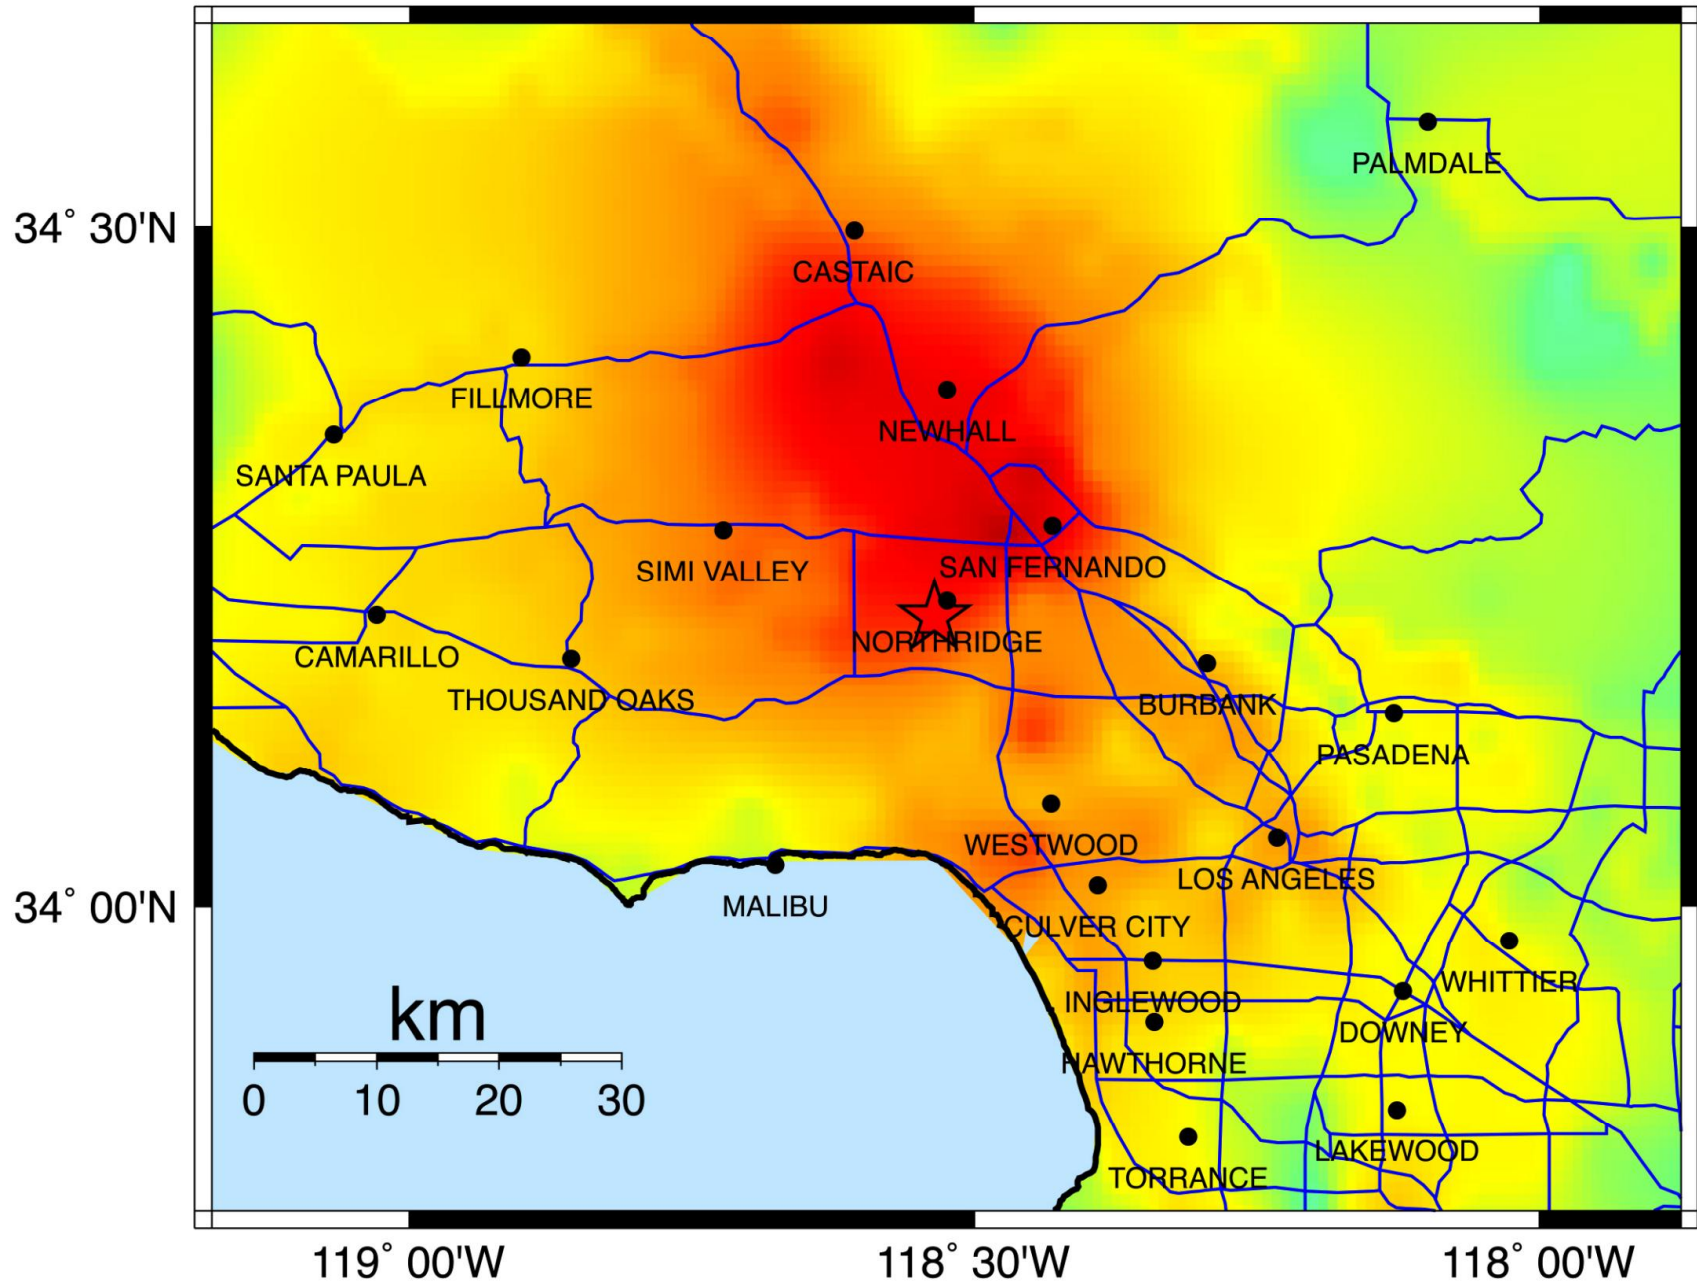 PALMDALE
34° 30'N
CASTAIC
FILLMORE
NEWHALL
SANTA PAULA
SIMI VALLEY
SAN FERNANDO
NORTHRIDGE
CAMARILLO
THOUSAND OAKS
BURBANK
PASADENA
WESTWOOD
LOS ANGELES
34° 00'N
MALIBU
CULVER CITY
WHITTIER
INGLEWOOD
km
DOWNEY
HAWTHORNE
0 10 20 30
LAKEWOOD
TORRANCE
119° 00'W 118° 30'W 118° 00'W